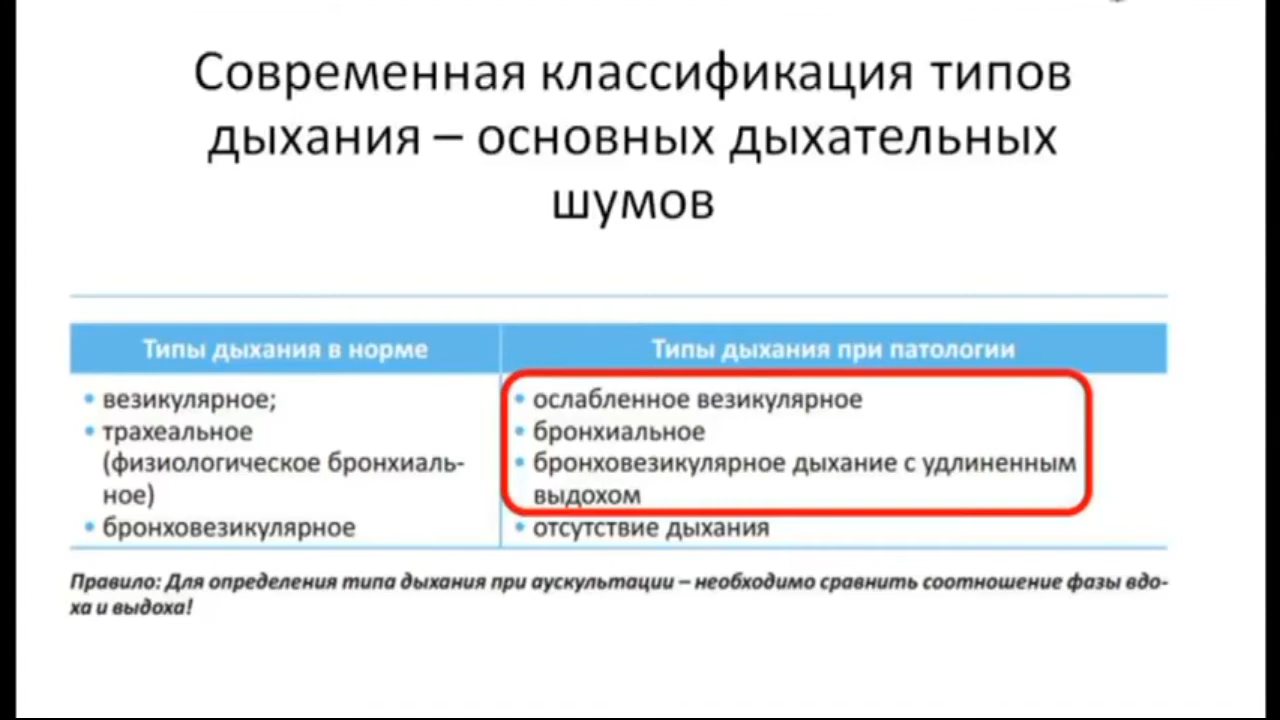 Современная классификация типов
дыхания – основных дыхательных
шумов
Типы дыхания в норме
Типы дыхания при патологии
• везикулярное;
• трахеальное
(физиологическое бронхиаль-
ное)
• бронховезикулярное
• ослабленное везикулярное
• бронхиальное
• бронховезикулярное дыхание с удлиненным
выдохом
• отсутствие дыхания
Правило: Для определения типа дыхания при аускультации – необходимо сравнить соотношение фазы вдо-
ха и выдоха!